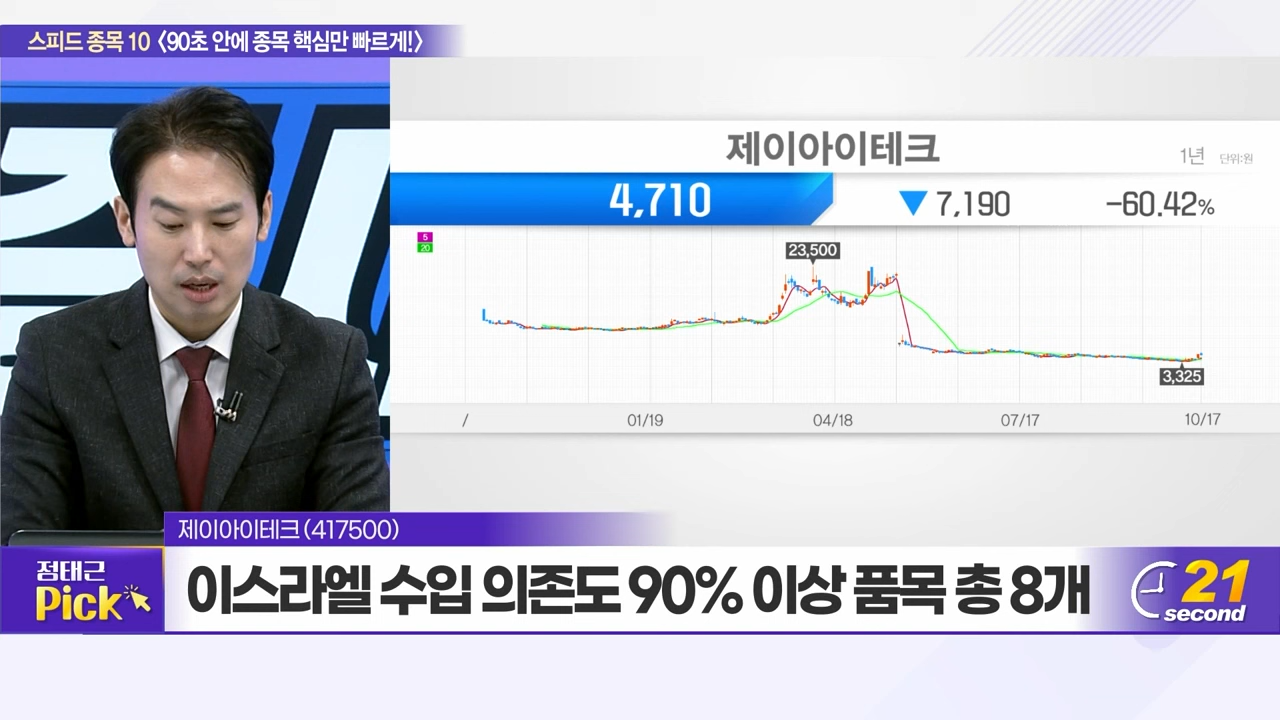 스피드 종목 10 〈90초 안에 종목 핵심만 빠르게!〉
제이아이테크
1년 단위:원
4,710 ▼ 7,190 -60.42%
5
20
23,500
3,325
/ 01/19 04/18 07/17 10/17
제이아이테크(417500)
정태근
Pick
이스라엘 수입 의존도 90% 이상 품목 총 8개
21
second